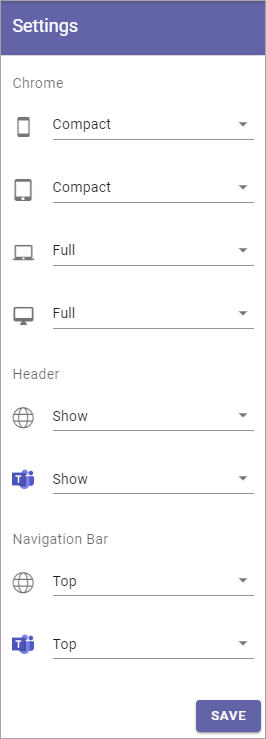 Settings
Chrome
Compact
Compact
Full
Full
Header
Show
Show
Navigation Bar
Top
Top
SAVE